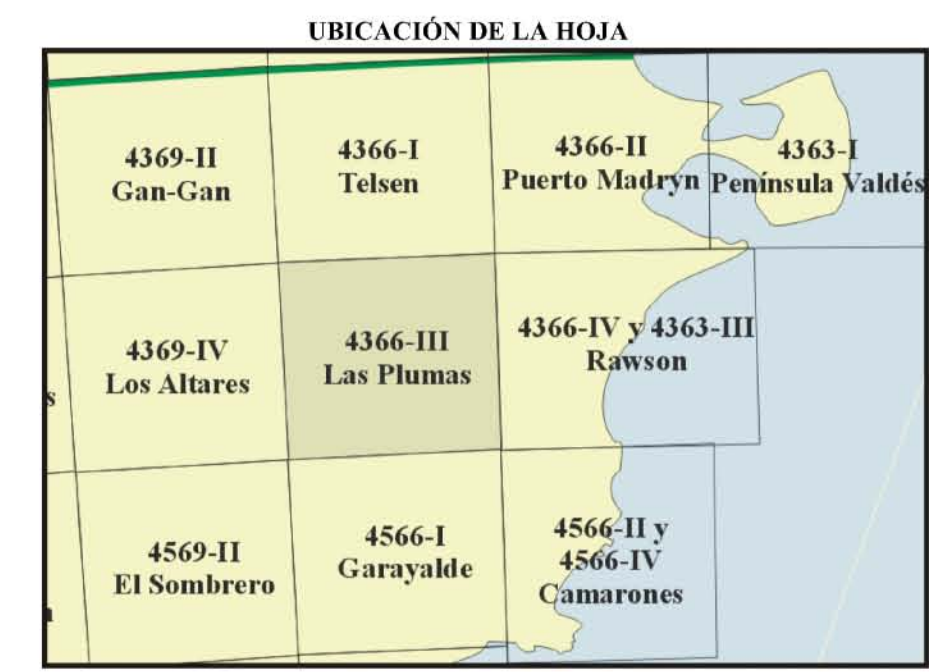 UBICACIÓN DE LA HOJA
4369-II
Gan-Gan
4366-I
Telsen
4366-II
Puerto Madryn
4363-I
Península Valdés
4369-IV
Los Altares
4366-III
Las Plumas
4366-IV y 4363-III
Rawson
s
4569-II
El Sombrero
4566-I
Garayalde
4566-II y
4566-IV
Camarones